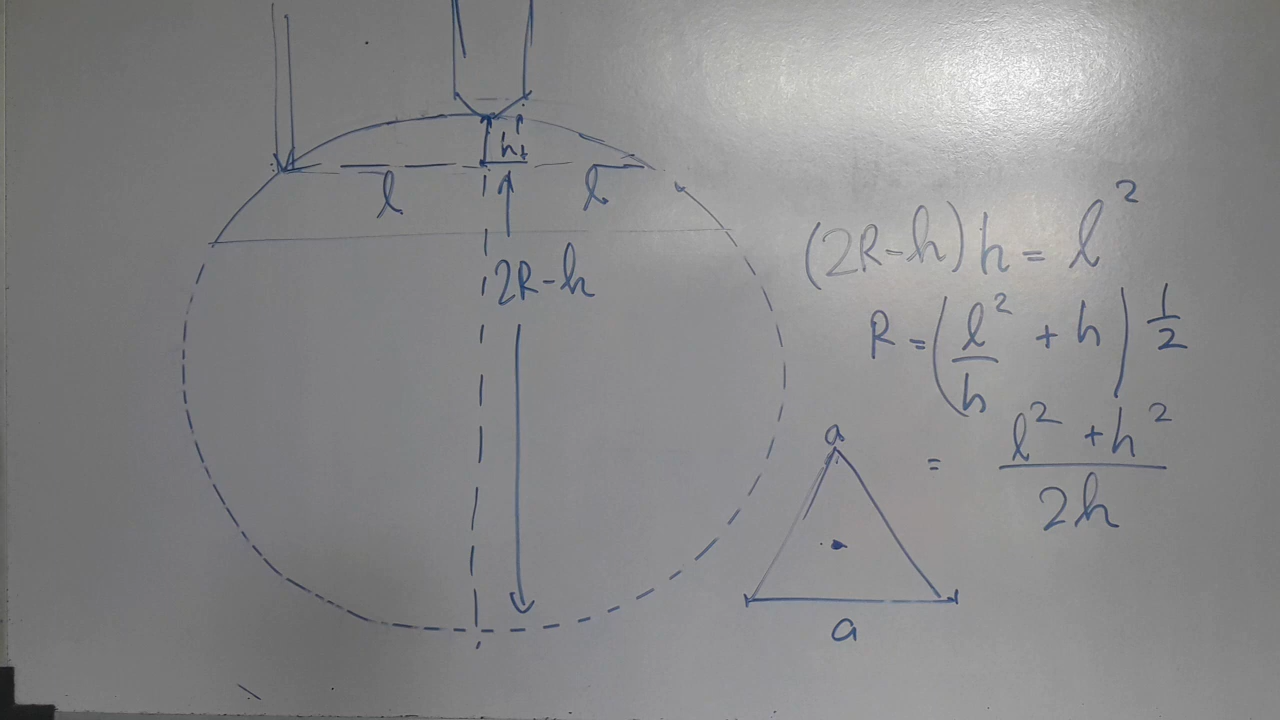 h
l l
2R-h
(2R-h)h = l²
R = (l²/h + h) 1/2
= l² + h² / 2h
a
a